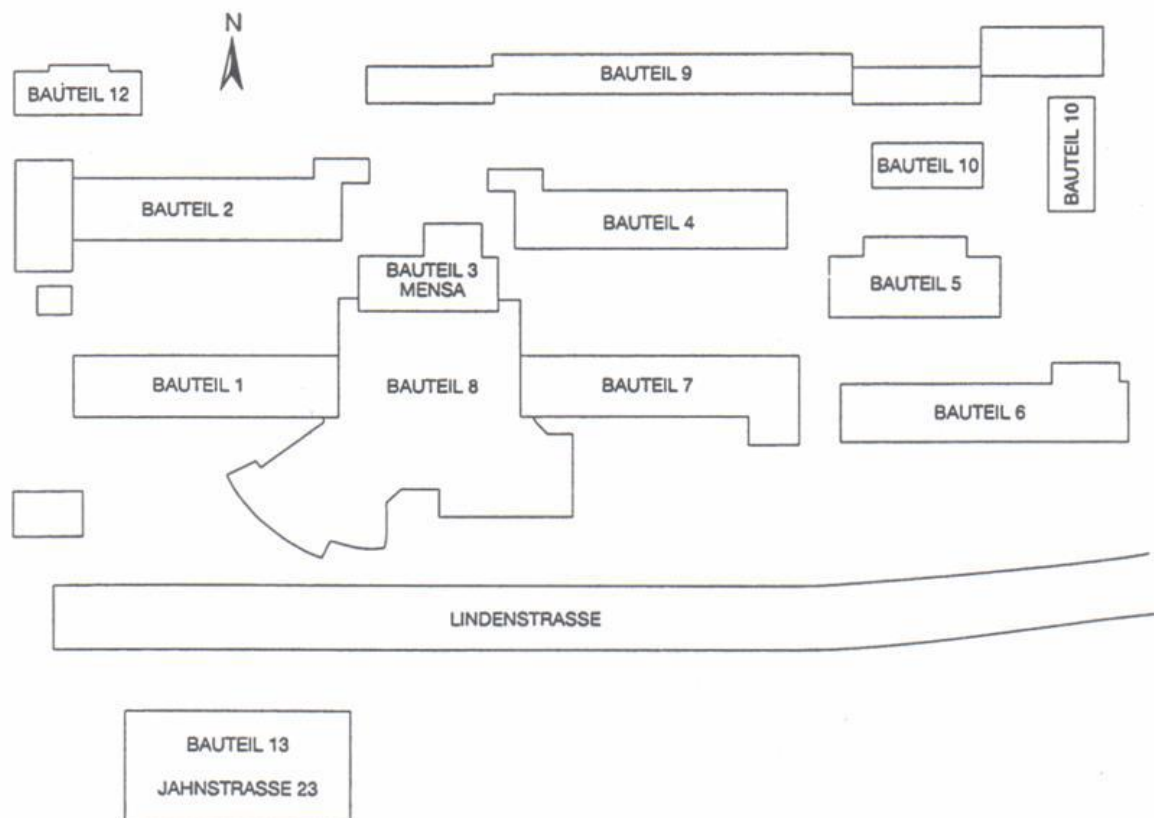 N
BAUTEIL 9
BAUTEIL 12
BAUTEIL 10
BAUTEIL 10
BAUTEIL 2
BAUTEIL 4
BAUTEIL 3
MENSA
BAUTEIL 5
BAUTEIL 1
BAUTEIL 8
BAUTEIL 7
BAUTEIL 6
LINDENSTRASSE
BAUTEIL 13
JAHNSTRASSE 23